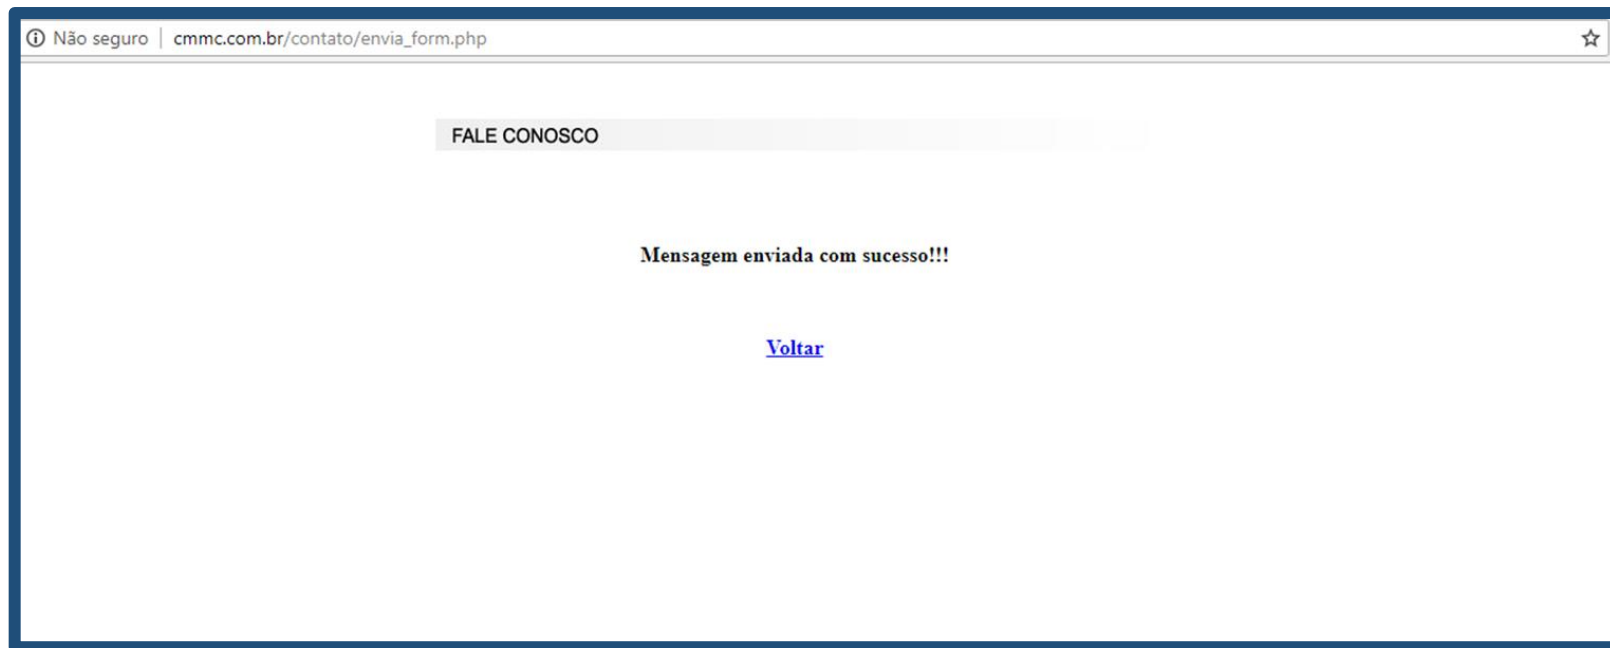 Não seguro | cmmc.com.br/contato/envia_form.php
FALE CONOSCO
Mensagem enviada com sucesso!!!
Voltar